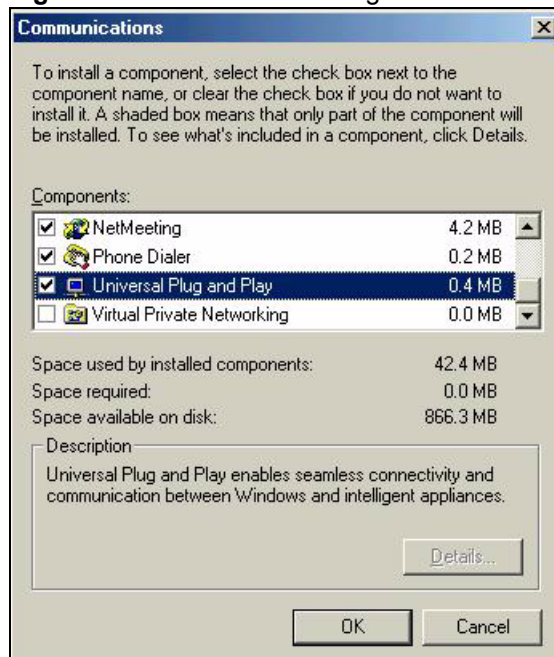 Communications
To install a component, select the check box next to the
component name, or clear the check box if you do not want to
install it. A shaded box means that only part of the component will
be installed. To see what's included in a component, click Details.
Components:
NetMeeting 4.2 MB
Phone Dialer 0.2 MB
Universal Plug and Play 0.4 MB
Virtual Private Networking 0.0 MB
Space used by installed components: 42.4 MB
Space required: 0.0 MB
Space available on disk: 866.3 MB
Description
Universal Plug and Play enables seamless connectivity and
communication between Windows and intelligent appliances.
Details...
OK Cancel